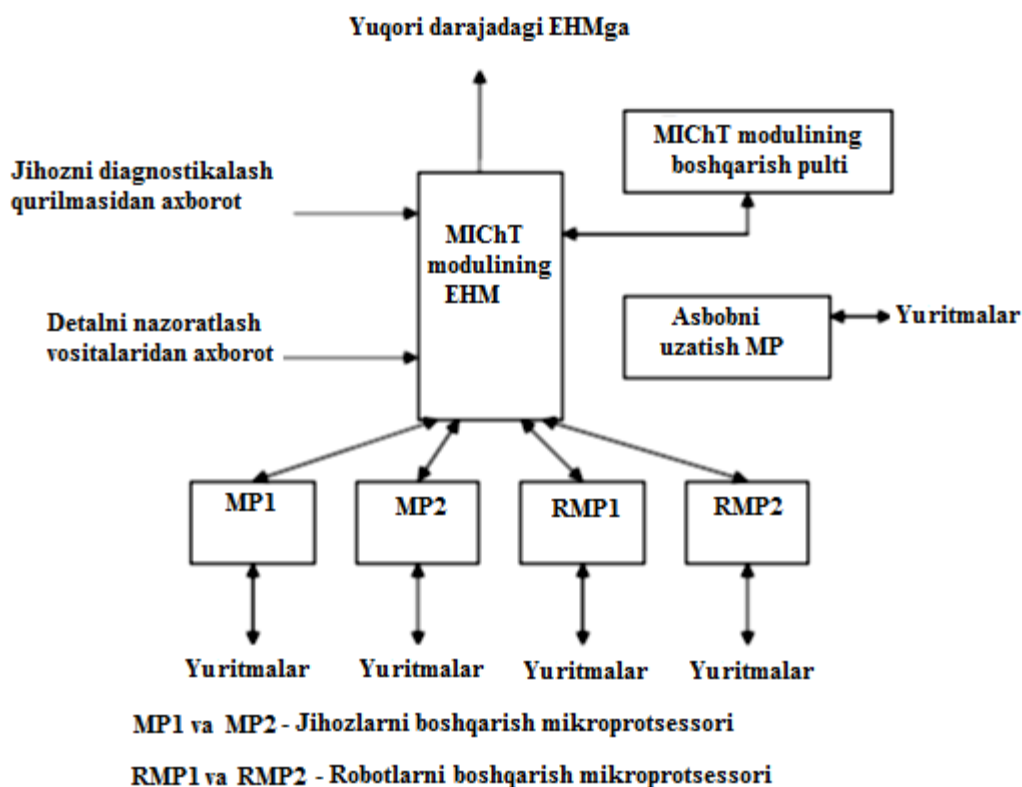 Yuqori darajadagi EHMga
MIChT modulining
boshqarish pulti
Jihozni diagnostikalash
qurilmasidan axborot
MIChT
modulining
EHM
Asbobni
uzatish MP
Yuritmalar
Detalni nazoratlash
vositalaridan axborot
MP1
MP2
RMP1
RMP2
Yuritmalar
Yuritmalar
Yuritmalar
Yuritmalar
MP1 va MP2 - Jihozlarni boshqarish mikroprotsessori
RMP1 va RMP2 - Robotlarni boshqarish mikroprotsessori